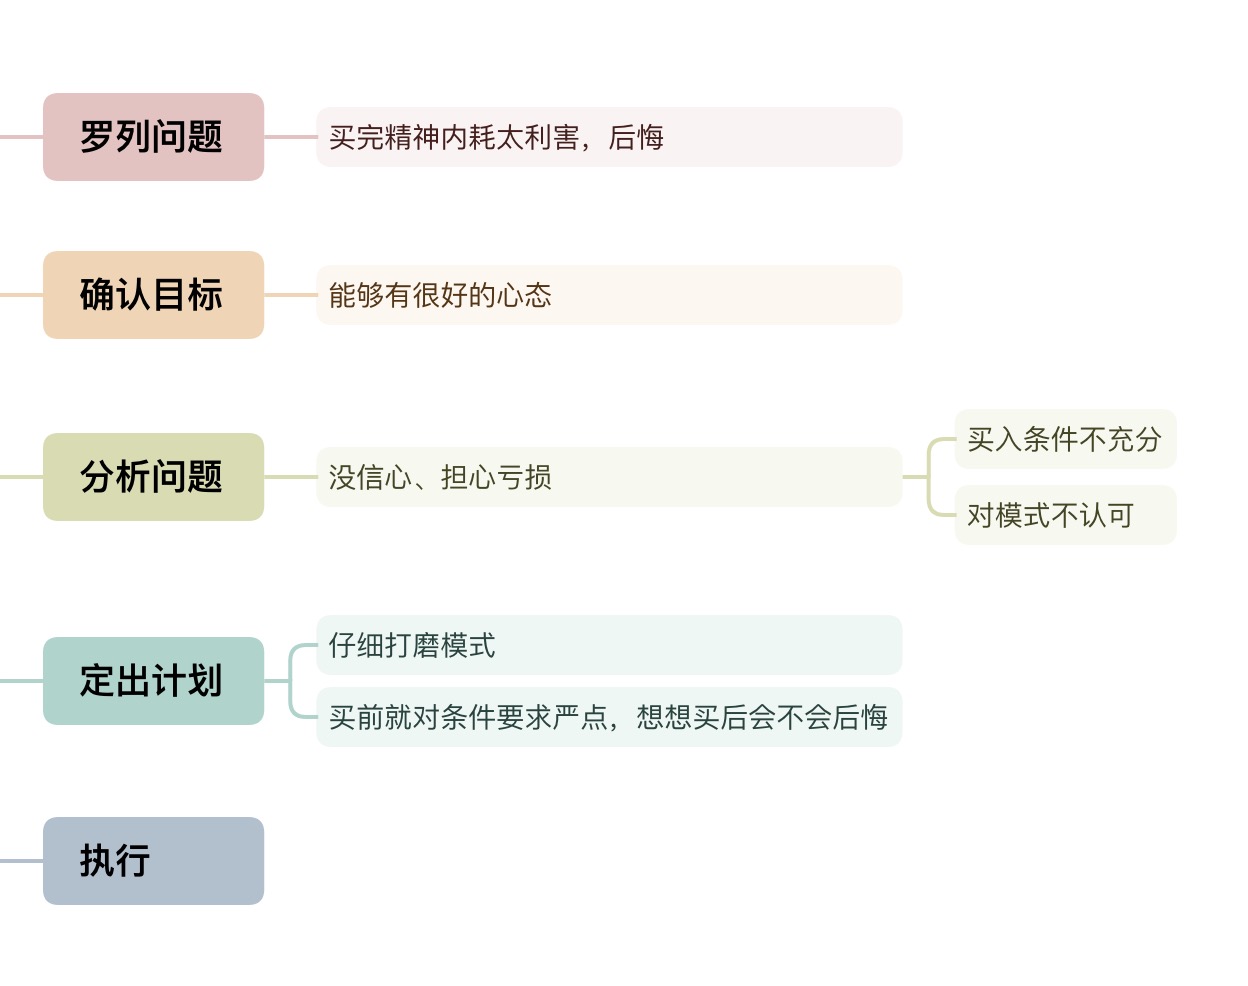 罗列问题
买完精神内耗太利害，后悔
确认目标
能够有很好的心态
分析问题
没信心、担心亏损
买入条件不充分
对模式不认可
定出计划
仔细打磨模式
买前就对条件要求严点，想想买后会不会后悔
执行